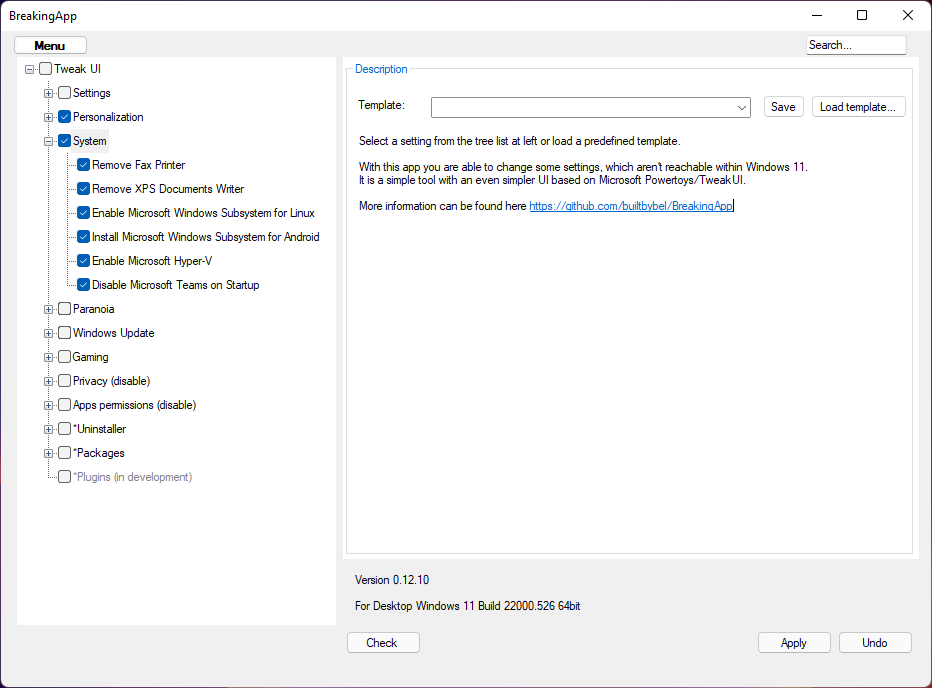 BreakingApp
Menu
Search...
Tweak UI
Settings
Personalization
System
Remove Fax Printer
Remove XPS Documents Writer
Enable Microsoft Windows Subsystem for Linux
Install Microsoft Windows Subsystem for Android
Enable Microsoft Hyper-V
Disable Microsoft Teams on Startup
Paranoia
Windows Update
Gaming
Privacy (disable)
Apps permissions (disable)
*Uninstaller
*Packages
*Plugins (in development)
Description
Template:
Save
Load template...
Select a setting from the tree list at left or load a predefined template.
With this app you are able to change some settings, which aren't reachable within Windows 11.
It is a simple tool with an even simpler UI based on Microsoft Powertoys/TweakUI.
More information can be found here https://github.com/builtbybel/BreakingApp
Version 0.12.10
For Desktop Windows 11 Build 22000.526 64bit
Check
Apply
Undo